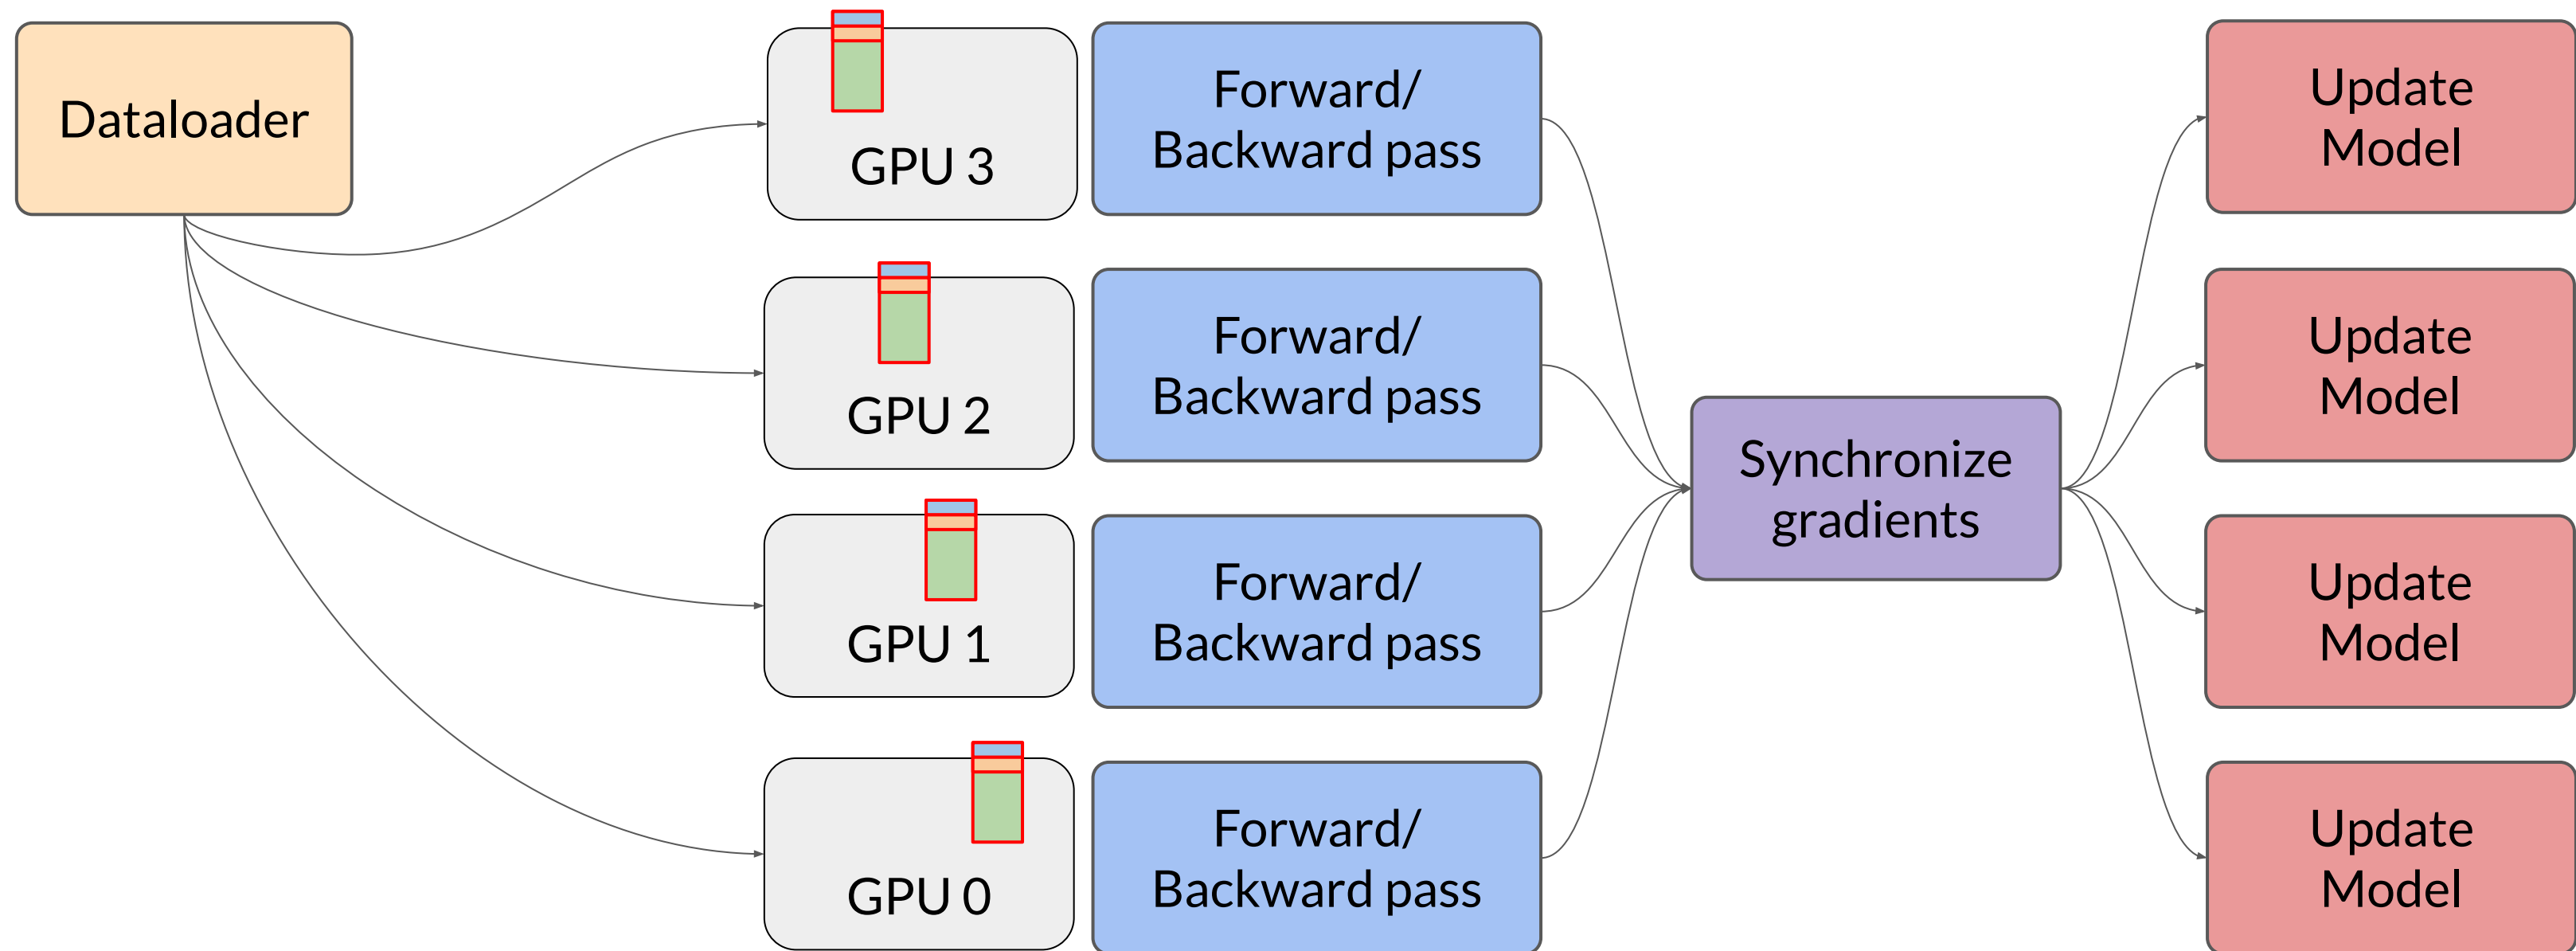 Dataloader
GPU 3
Forward/
Backward pass
Update
Model
GPU 2
Forward/
Backward pass
Update
Model
Synchronize
gradients
GPU 1
Forward/
Backward pass
Update
Model
GPU 0
Forward/
Backward pass
Update
Model